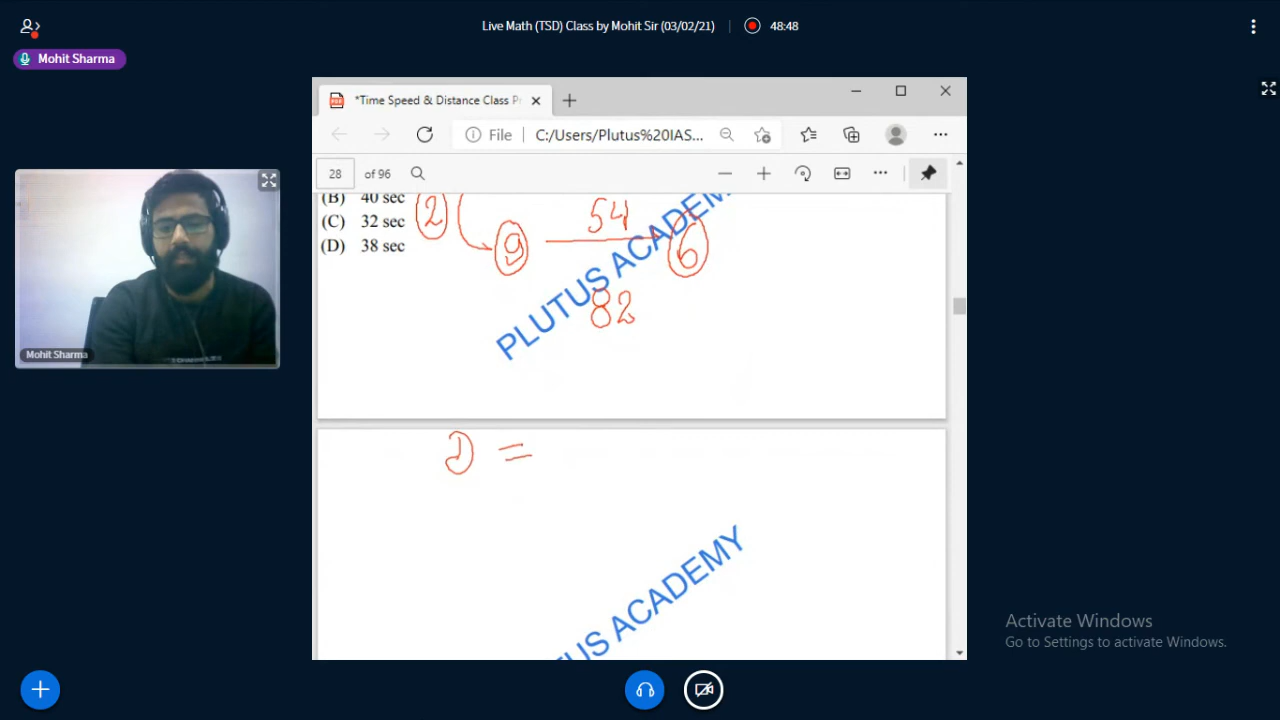 Live Math (TSD) Class by Mohit Sir (03/02/21)
48:48
Mohit Sharma
*Time Speed & Distance Class Pr
File
C:/Users/Plutus%20IAS...
28
of 96
(B) 40 sec
(C) 32 sec
(D) 38 sec
2
54
9
6
82
PLUTUS ACADEM
D =
US ACADEMY
Mohit Sharma
Activate Windows
Go to Settings to activate Windows.